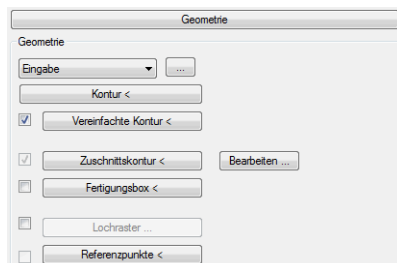 Geometrie
Geometrie
Eingabe ...
Kontur <
Vereinfachte Kontur <
Zuschnittskontur < Bearbeiten ...
Fertigungsbox <
Lochraster ...
Referenzpunkte <